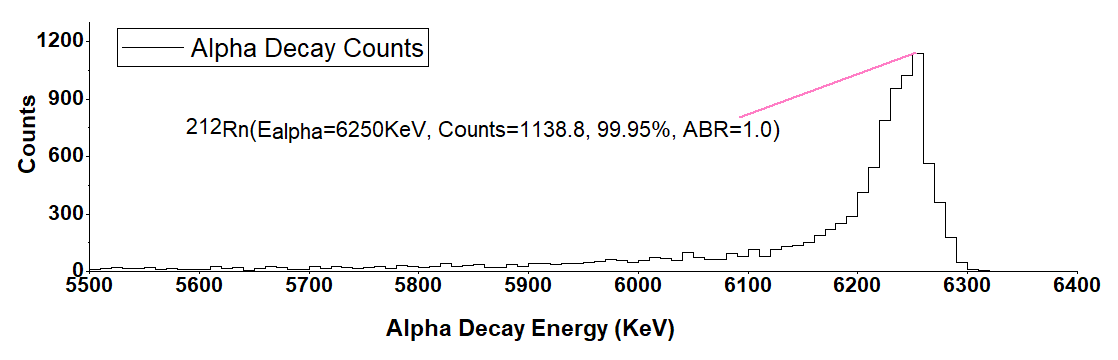 Alpha Decay Counts
1200
900
600
300
0
Counts
212Rn(Ealpha=6250KeV, Counts=1138.8, 99.95%, ABR=1.0)
5500 5600 5700 5800 5900 6000 6100 6200 6300 6400
Alpha Decay Energy (KeV)